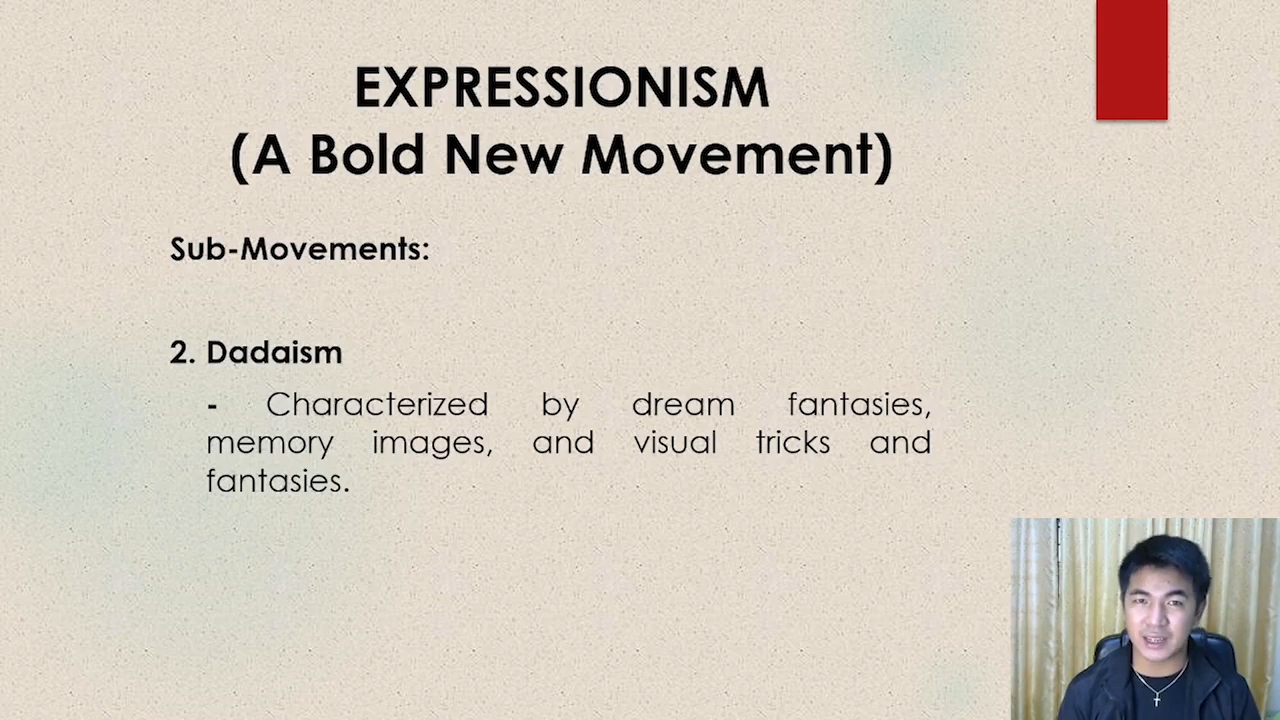 EXPRESSIONISM
(A Bold New Movement)
Sub-Movements:
2. Dadaism
- Characterized by dream fantasies,
memory images, and visual tricks and
fantasies.